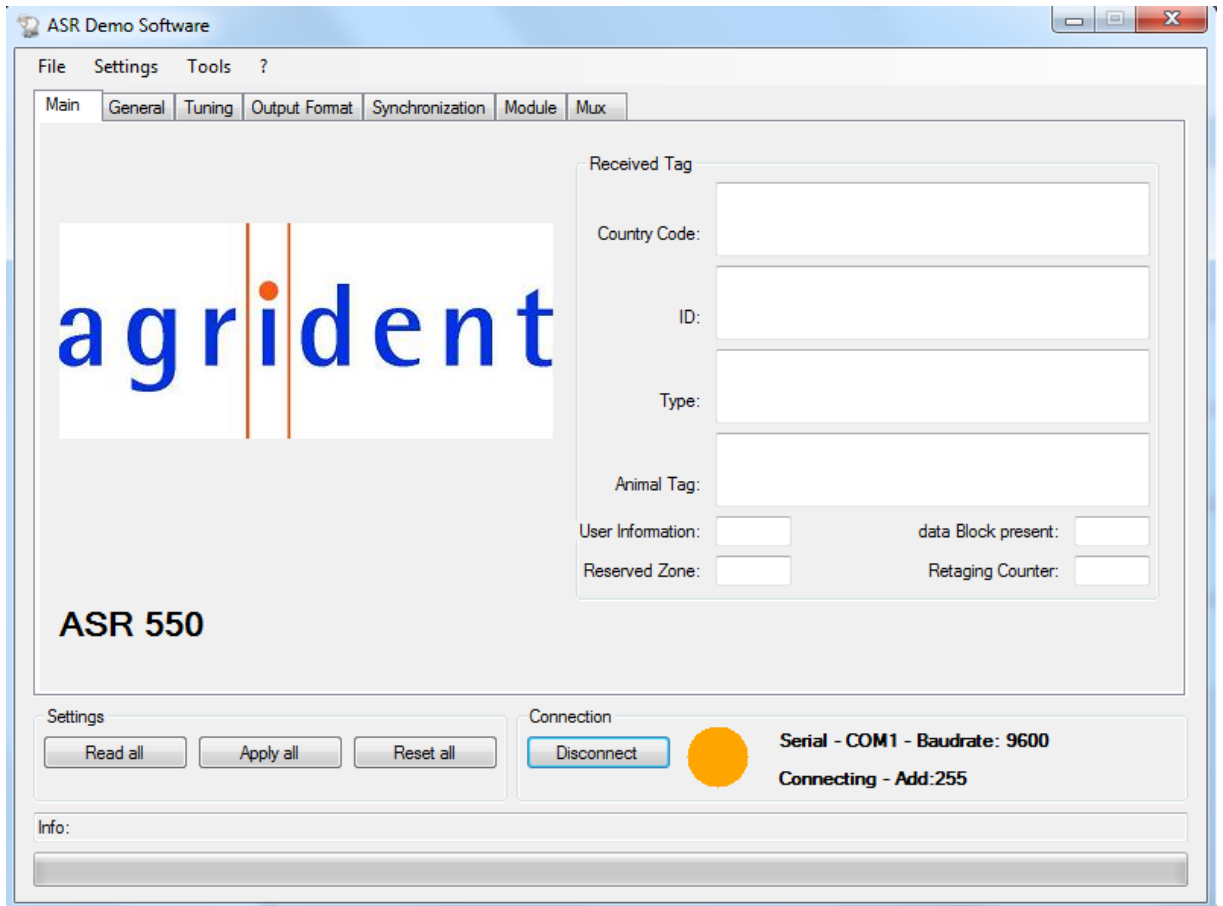 ASR Demo Software
File Settings Tools ?
Main General Tuning Output Format Synchronization Module Mux
Received Tag
Country Code:
agrident
ID:
Type:
Animal Tag:
User Information: data Block present:
Reserved Zone: Retaging Counter:
ASR 550
Settings
Read all Apply all Reset all
Connection
Disconnect
Serial - COM1 - Baudrate: 9600
Connecting - Add:255
Info: